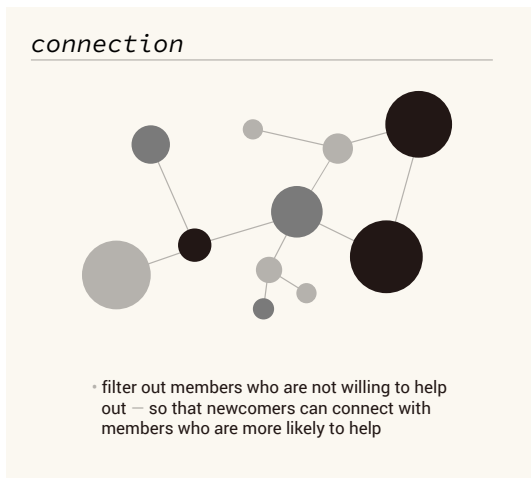 connection
• filter out members who are not willing to help
out — so that newcomers can connect with
members who are more likely to help